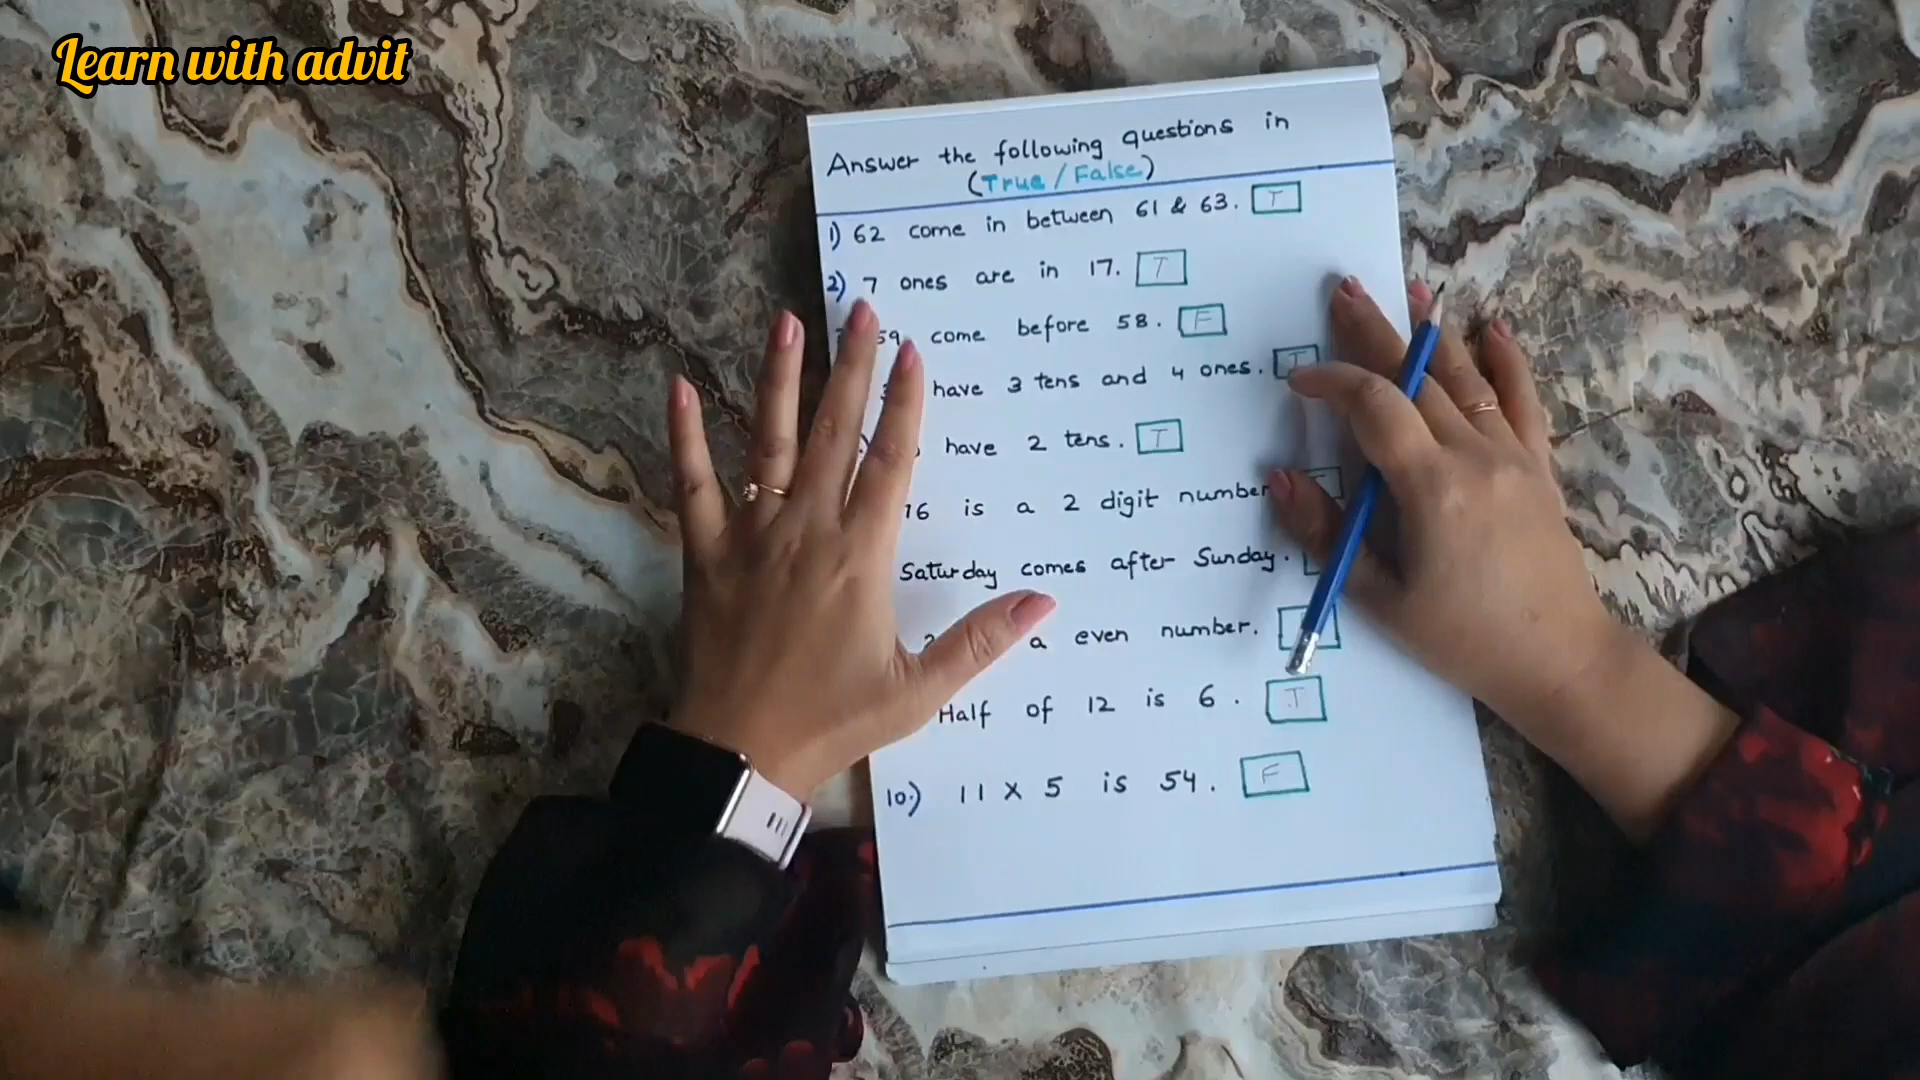 Learn with advit
Answer the following questions in
(True/False)
1) 62 come in between 61 & 63. T
2) 7 ones are in 17. T
59 come before 58. F
have 3 tens and 4 ones. T
have 2 tens. T
16 is a 2 digit number
Saturday comes after Sunday.
a even number.
Half of 12 is 6. T
10.) 11 x 5 is 54. F